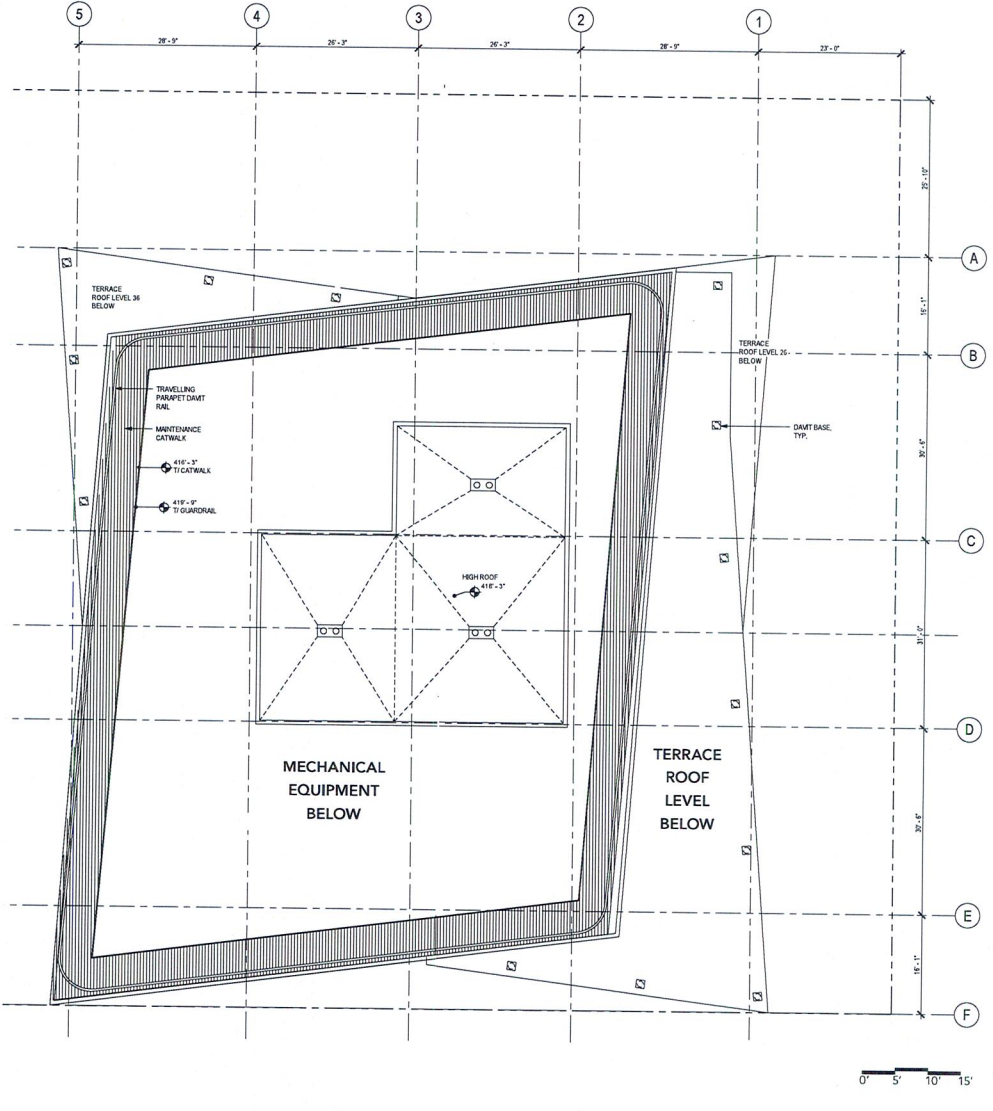 5
4
3
2
1
28' - 9"
26' - 3"
26' - 3"
28' - 9"
23' - 0"
25' - 10"
A
TERRACE
ROOF LEVEL 36
BELOW
16' - 1"
TERRACE
ROOF LEVEL 26
BELOW
B
TRAVELLING
PARAPET DAVIT
RAIL
MAINTENANCE
CATWALK
DAVIT BASE,
TYP.
30' - 6"
416' - 3"
T/ CATWALK
419' - 9"
T/ GUARDRAIL
C
HIGH ROOF
416' - 3"
31' - 0"
D
MECHANICAL
EQUIPMENT
BELOW
TERRACE
ROOF
LEVEL
BELOW
30' - 6"
E
16' - 1"
F
0' 5' 10' 15'